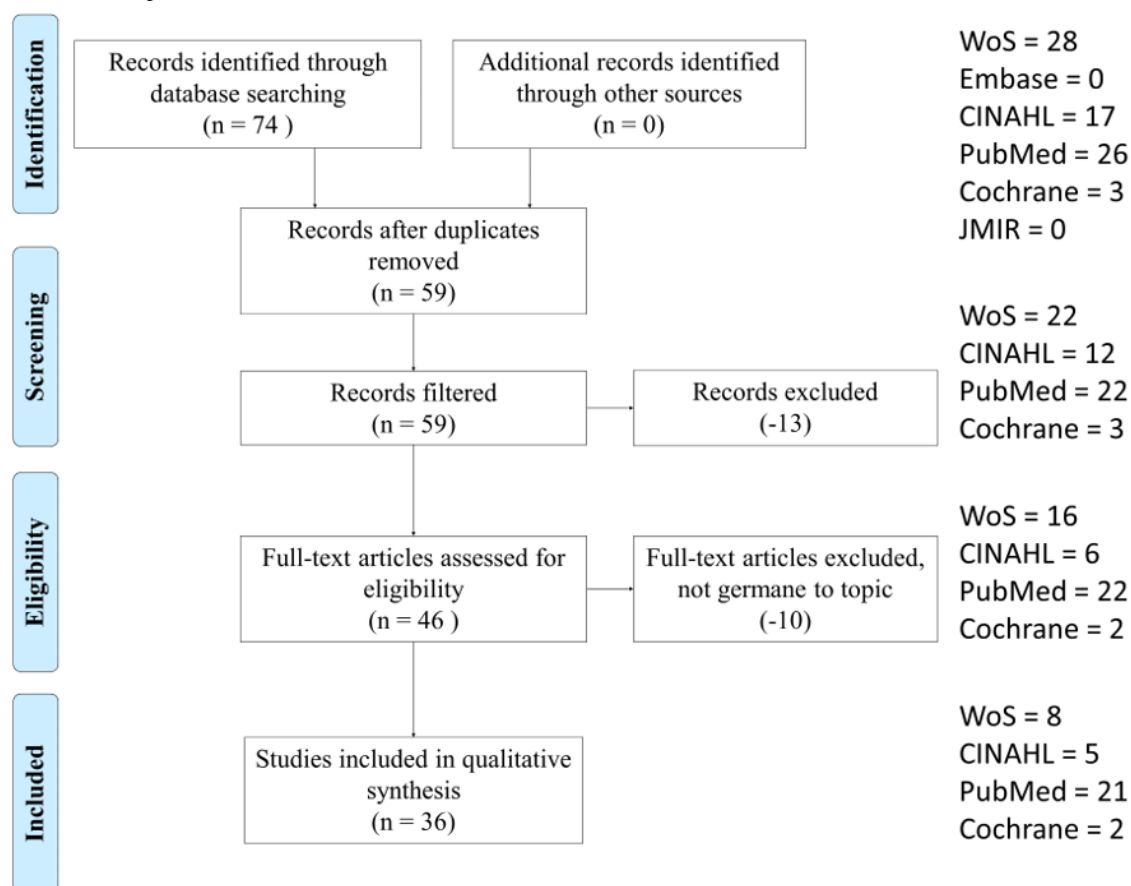 Identification
Records identified through
database searching
(n = 74 )
Additional records identified
through other sources
(n = 0)
WoS = 28
Embase = 0
CINAHL = 17
PubMed = 26
Cochrane = 3
JMIR = 0
Records after duplicates
removed
(n = 59)
Screening
Records filtered
(n = 59)
Records excluded
(-13)
WoS = 22
CINAHL = 12
PubMed = 22
Cochrane = 3
Eligibility
Full-text articles assessed for
eligibility
(n = 46 )
Full-text articles excluded,
not germane to topic
(-10)
WoS = 16
CINAHL = 6
PubMed = 22
Cochrane = 2
Included
Studies included in qualitative
synthesis
(n = 36)
WoS = 8
CINAHL = 5
PubMed = 21
Cochrane = 2